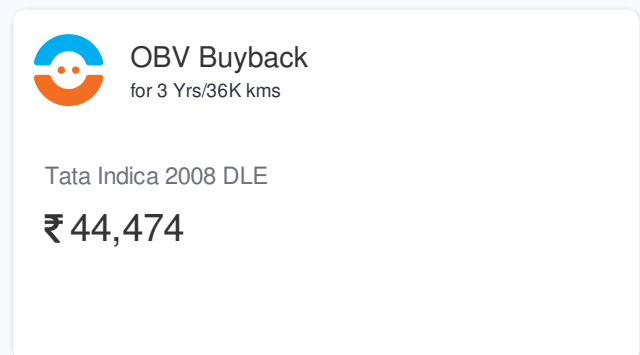 OBV Buyback
for 3 Yrs/36K kms
Tata Indica 2008 DLE
₹ 44,474